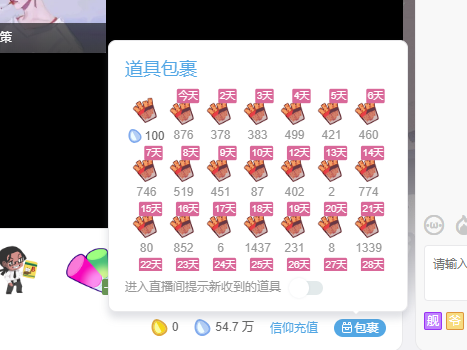 策
道具包裹
今天 2天 3天 4天 5天 6天
100 876 378 383 499 421 460
7天 8天 9天 10天 12天 13天 14天
746 519 451 87 402 2 774
15天 16天 17天 18天 19天 20天 21天
80 852 6 1437 231 8 1339
22天 23天 24天 25天 26天 27天 28天
进入直播间提示新收到的道具
请输入
0 54.7 万 信仰充值 包裹
舰 爷